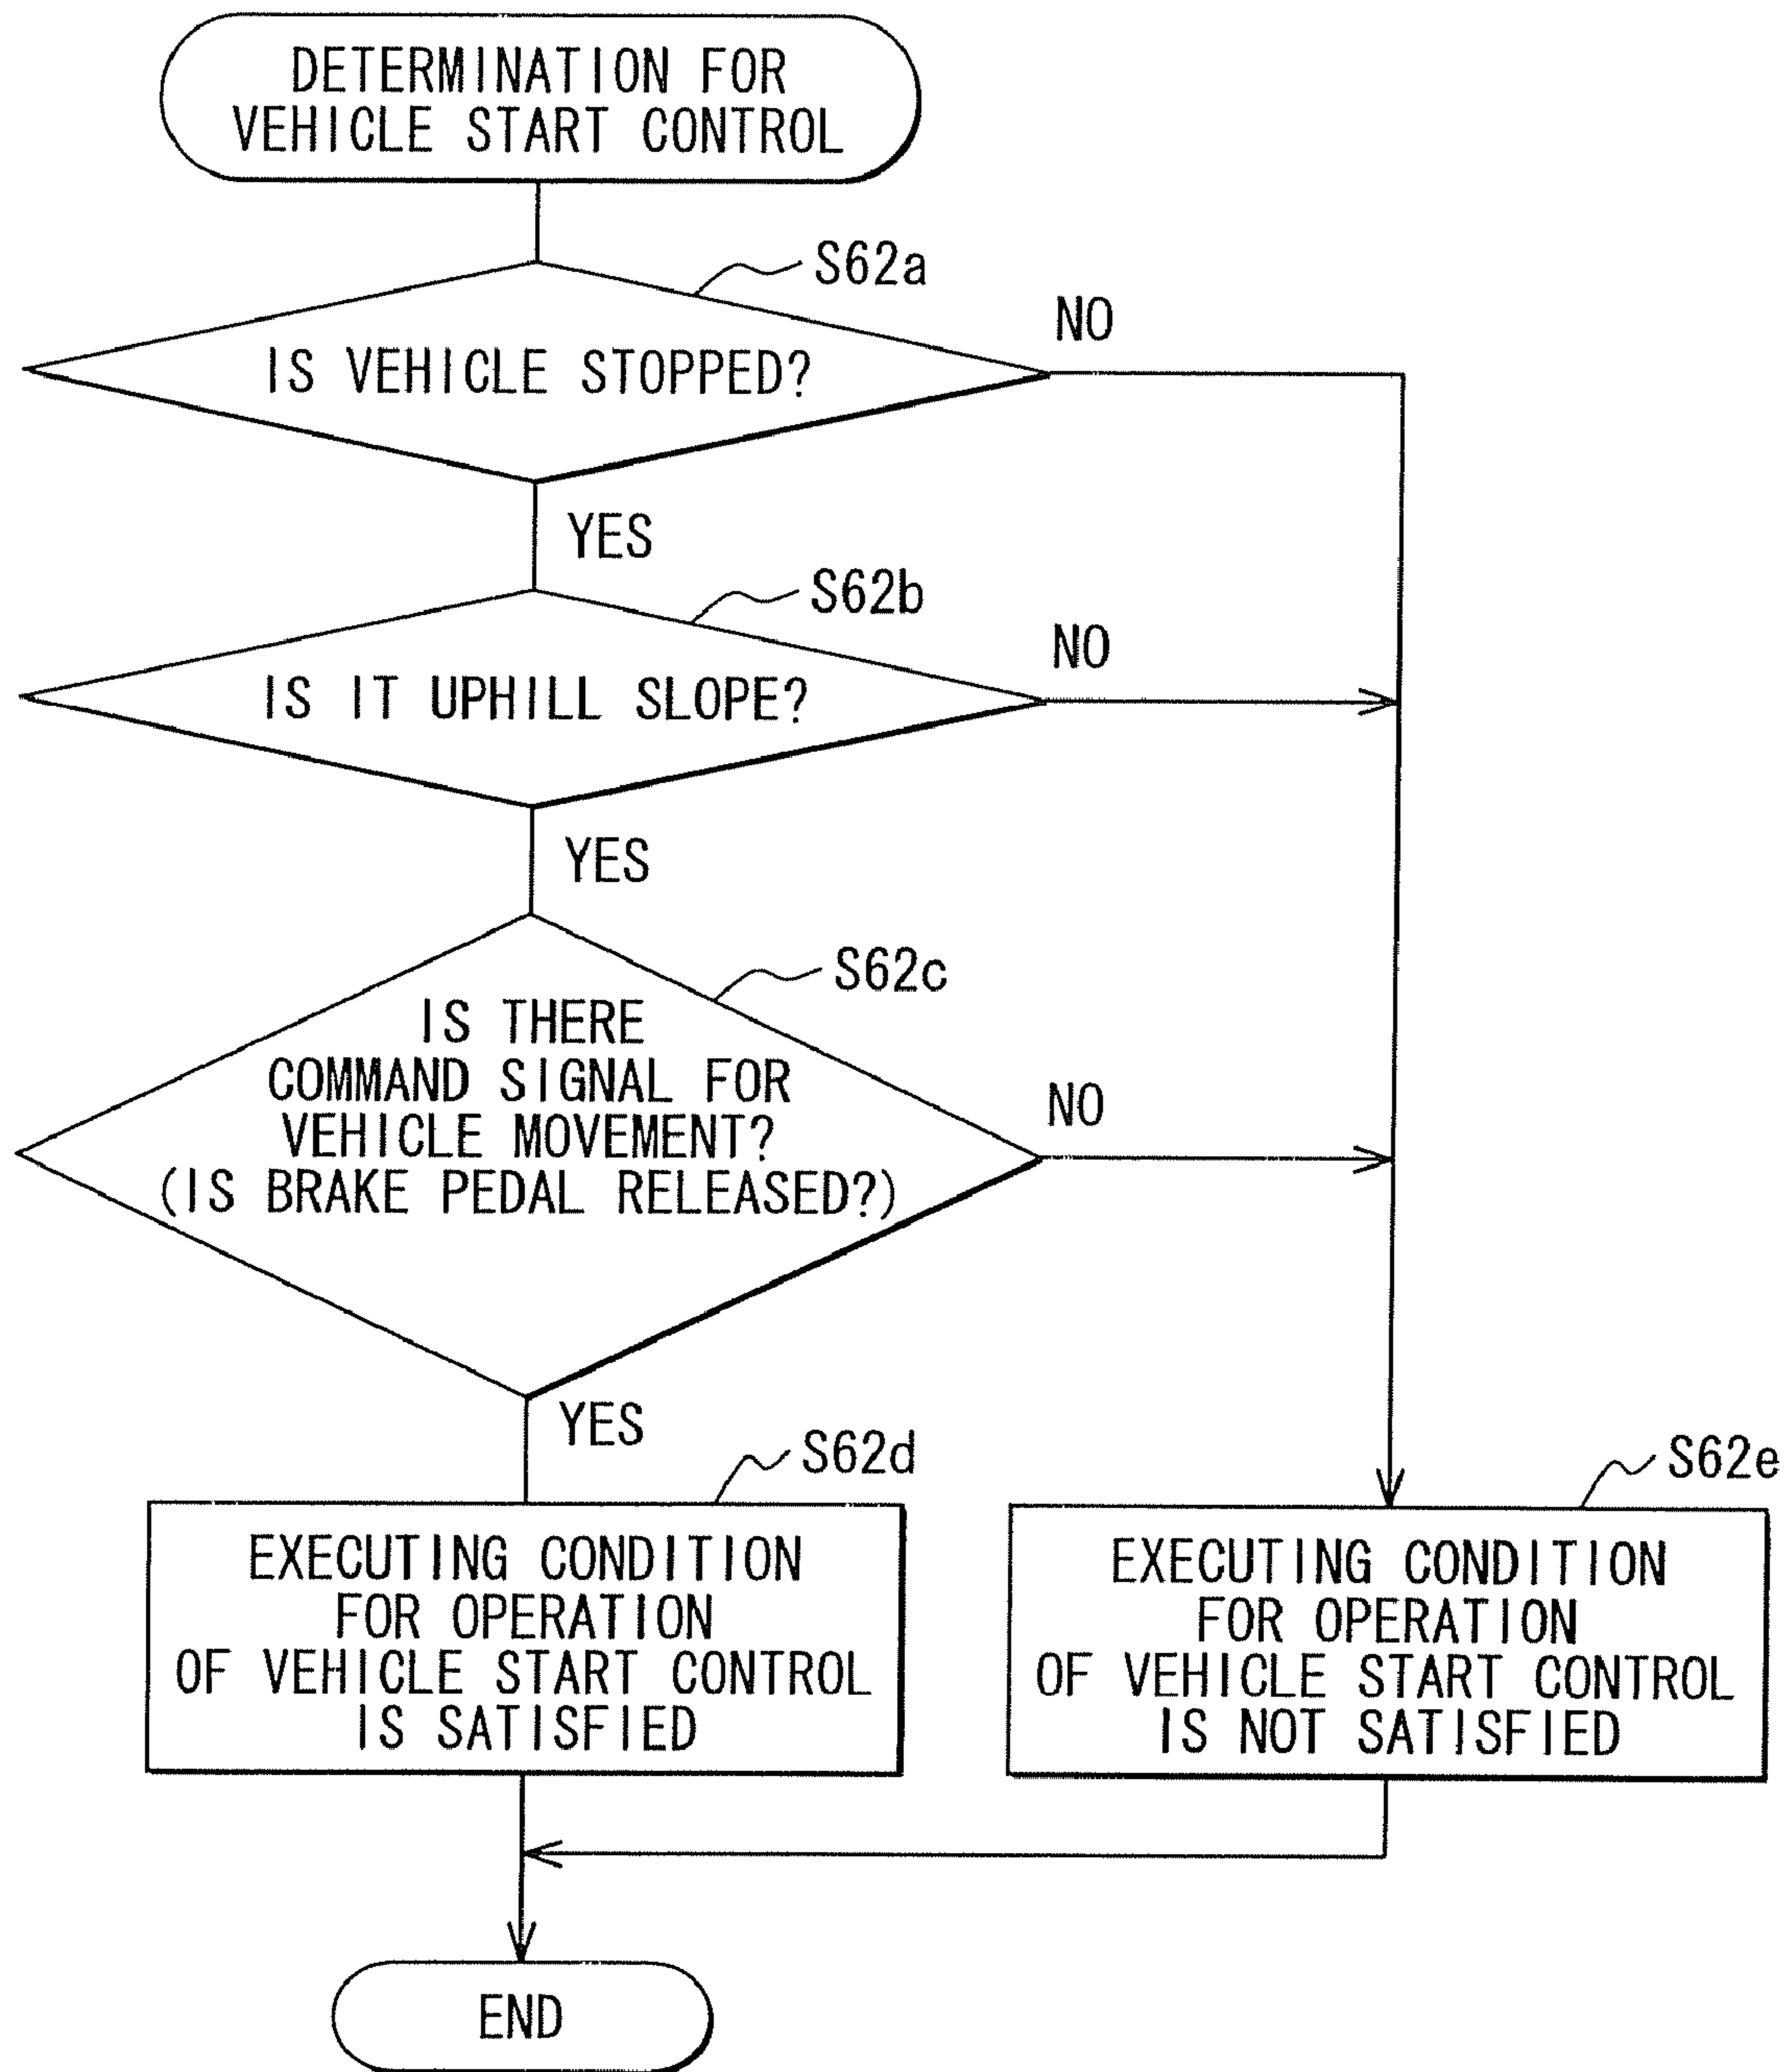 DETERMINATION FOR
VEHICLE START CONTROL
S62a
IS VEHICLE STOPPED?
NO
YES
S62b
IS IT UPHILL SLOPE?
NO
YES
S62c
IS THERE
COMMAND SIGNAL FOR
VEHICLE MOVEMENT?
(IS BRAKE PEDAL RELEASED?)
NO
YES
S62d
EXECUTING CONDITION
FOR OPERATION
OF VEHICLE START CONTROL
IS SATISFIED
S62e
EXECUTING CONDITION
FOR OPERATION
OF VEHICLE START CONTROL
IS NOT SATISFIED
END